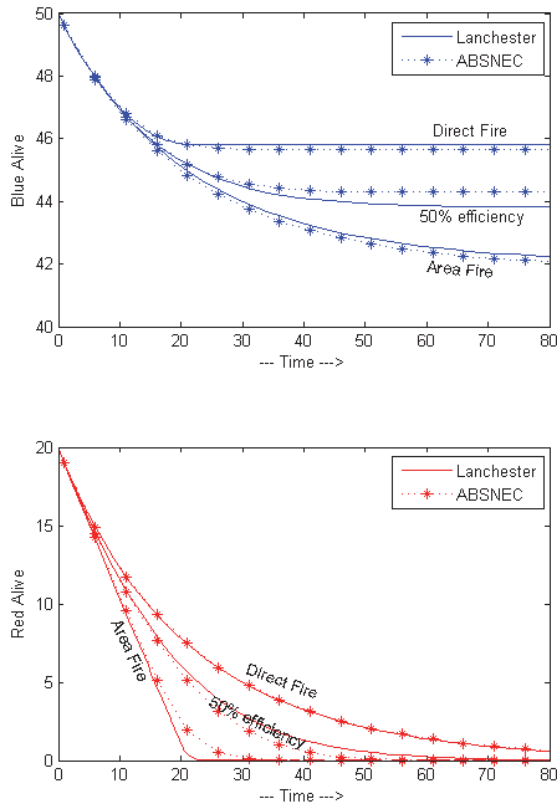 50
48
46
44
42
40
Blue Alive
Lanchester
ABSNEC
Direct Fire
50% efficiency
Area Fire
0 10 20 30 40 50 60 70 80
--- Time --->
20
15
10
5
0
Red Alive
Lanchester
ABSNEC
Area Fire
Direct Fire
50% efficiency
0 10 20 30 40 50 60 70 80
--- Time --->